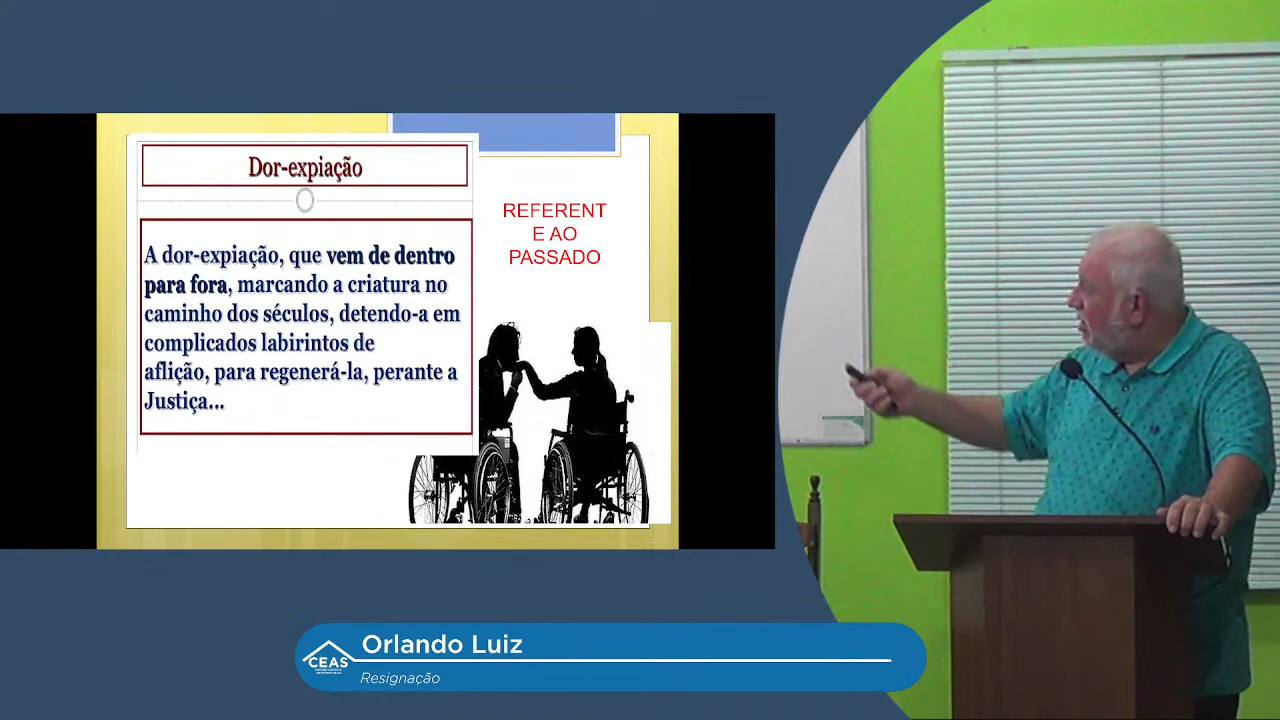 Dor-expiação
A dor-expiação, que vem de dentro
para fora, marcando a criatura no
caminho dos séculos, detendo-a em
complicados labirintos de
aflição, para regenerá-la, perante a
Justiça...
REFERENT
E AO
PASSADO
Orlando Luiz
CEAS
Resignação